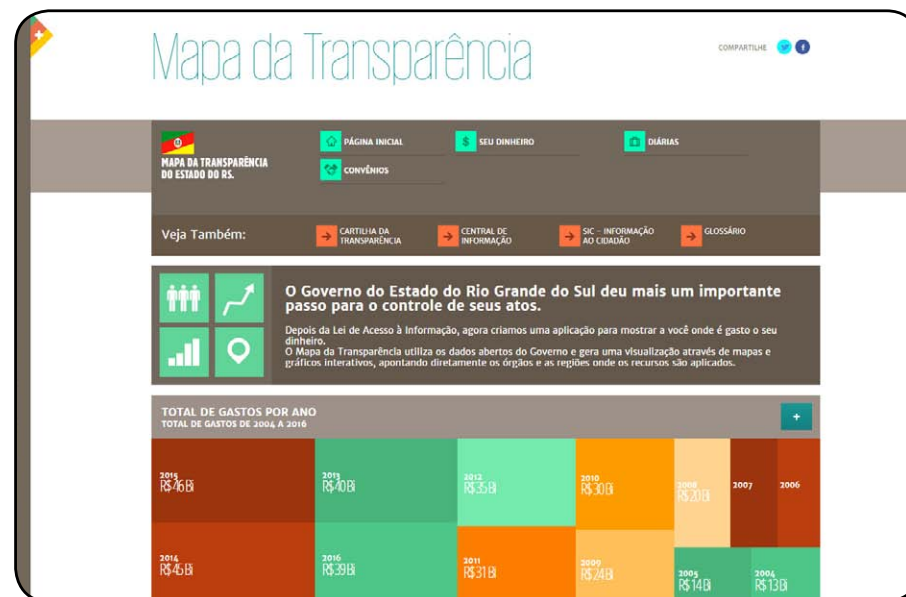 Mapa da Transparência
COMPARTILHE
MAPA DA TRANSPARÊNCIA
DO ESTADO DO RS.
PÁGINA INICIAL
SEU DINHEIRO
DIÁRIAS
CONVÊNIOS
Veja Também:
CARTILHA DA
TRANSPARÊNCIA
CENTRAL DE
INFORMAÇÃO
SIC – INFORMAÇÃO
AO CIDADÃO
GLOSSÁRIO
O Governo do Estado do Rio Grande do Sul deu mais um importante
passo para o controle de seus atos.
Depois da Lei de Acesso à Informação, agora criamos uma aplicação para mostrar a você onde é gasto o seu
dinheiro.
O Mapa da Transparência utiliza os dados abertos do Governo e gera uma visualização através de mapas e
gráficos interativos, apontando diretamente os órgãos e as regiões onde os recursos são aplicados.
TOTAL DE GASTOS POR ANO
TOTAL DE GASTOS DE 2004 A 2016
+
2015
R$46 Bi
2013
R$40 Bi
2012
R$35 Bi
2010
R$30 Bi
2008
R$20 Bi
2007
2006
2014
R$45 Bi
2016
R$39 Bi
2011
R$31 Bi
2009
R$24 Bi
2005
R$14 Bi
2004
R$13 Bi